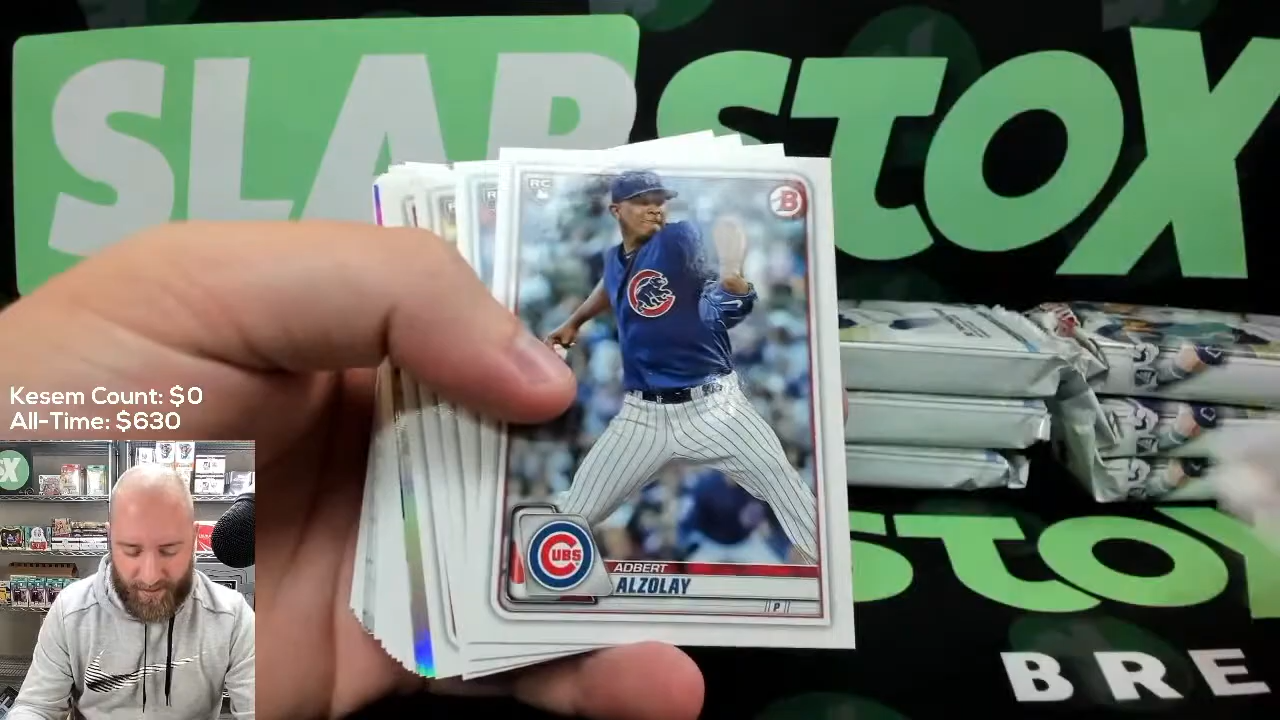 SLABSTOX
RC
B
C
CUBS
ADBERT
ALZOLAY
P
Kesem Count: $0
All-Time: $630
X
STOX
BRE